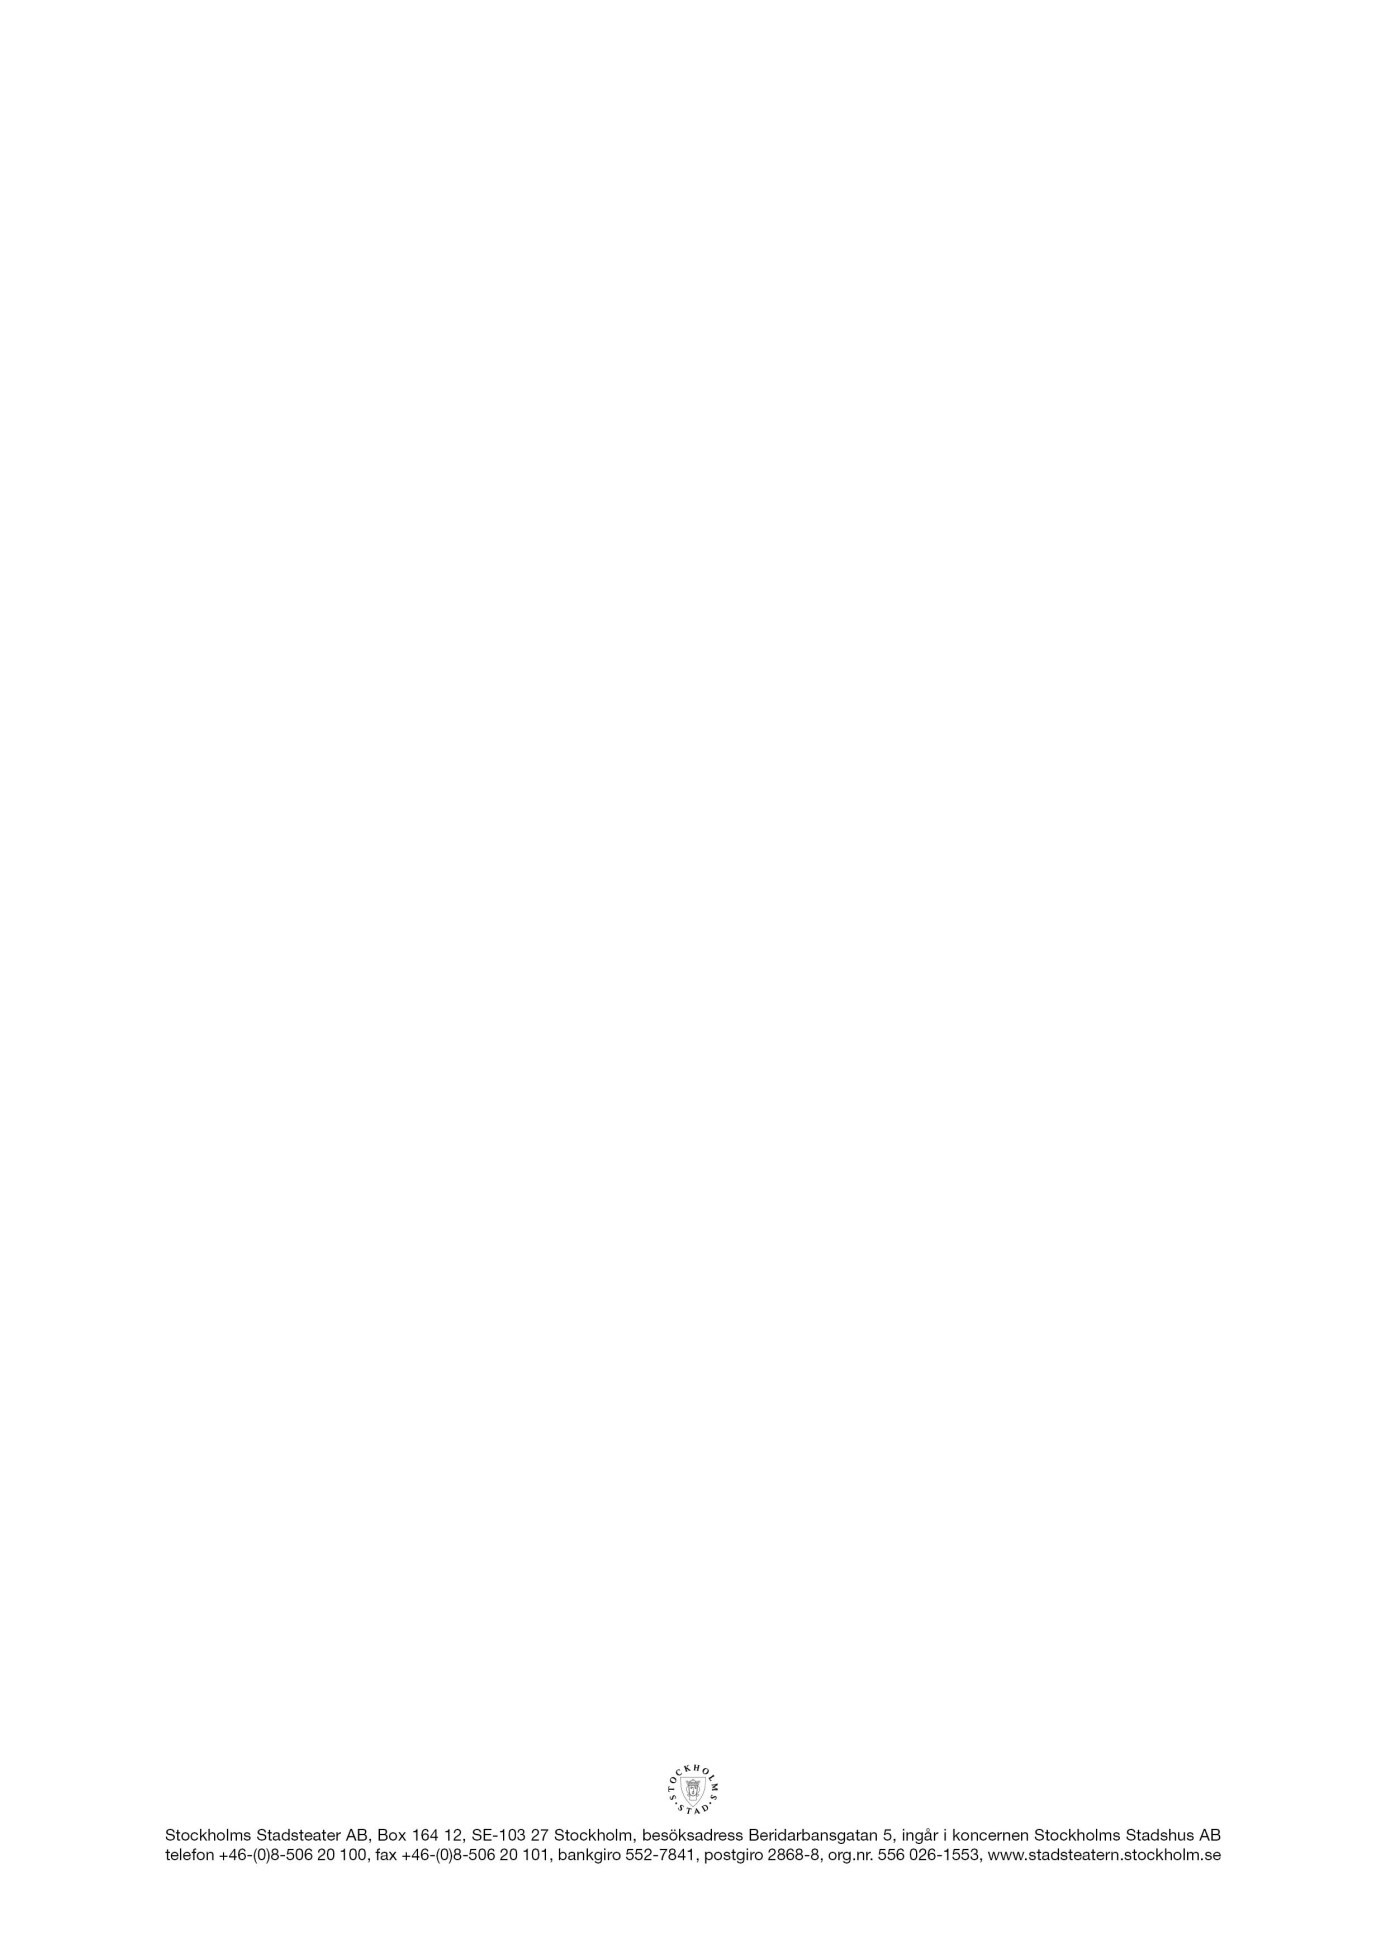 STOCKHOLMS
·STAD·
Stockholms Stadsteater AB, Box 164 12, SE-103 27 Stockholm, besöksadress Beridarbansgatan 5, ingår i koncernen Stockholms Stadshus AB
telefon +46-(0)8-506 20 100, fax +46-(0)8-506 20 101, bankgiro 552-7841, postgiro 2868-8, org.nr. 556 026-1553, www.stadsteatern.stockholm.se